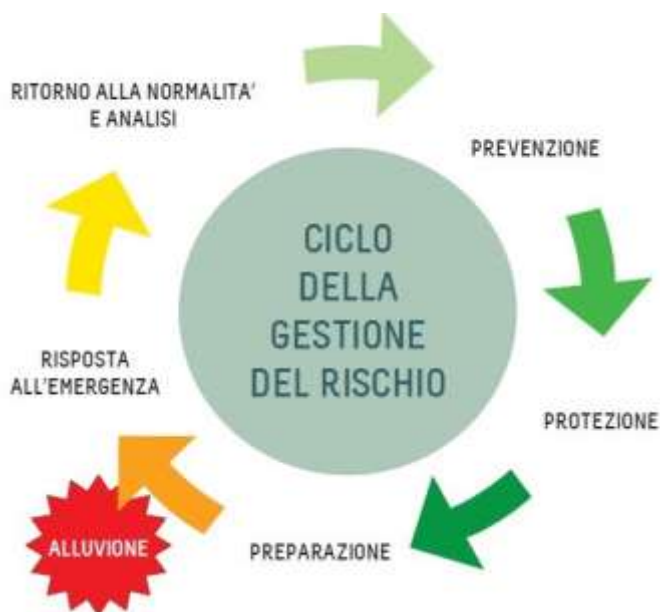 RITORNO ALLA NORMALITA'
E ANALISI
PREVENZIONE
CICLO
DELLA
GESTIONE
DEL RISCHIO
RISPOSTA
ALL'EMERGENZA
PROTEZIONE
ALLUVIONE
PREPARAZIONE